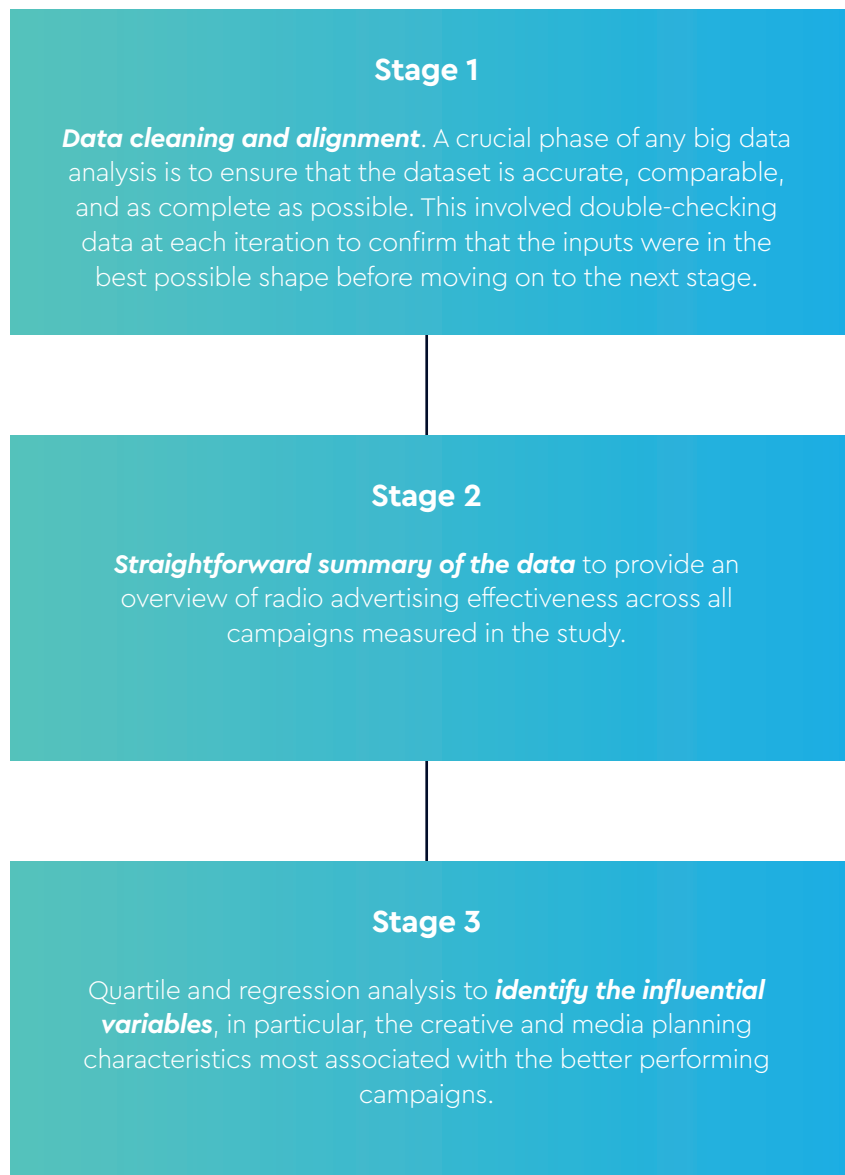 Stage 1
Data cleaning and alignment. A crucial phase of any big data
analysis is to ensure that the dataset is accurate, comparable,
and as complete as possible. This involved double-checking
data at each iteration to confirm that the inputs were in the
best possible shape before moving on to the next stage.
Stage 2
Straightforward summary of the data to provide an
overview of radio advertising effectiveness across all
campaigns measured in the study.
Stage 3
Quartile and regression analysis to identify the influential
variables, in particular, the creative and media planning
characteristics most associated with the better performing
campaigns.